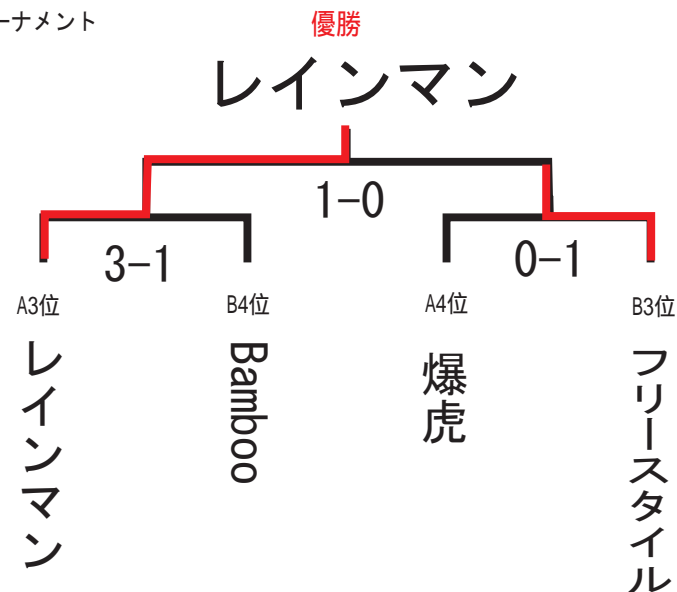 ーナメント
優勝
レインマン
1-0
3-1
0-1
A3位
B4位
A4位
B3位
レインマン
Bamboo
爆虎
フリースタイル